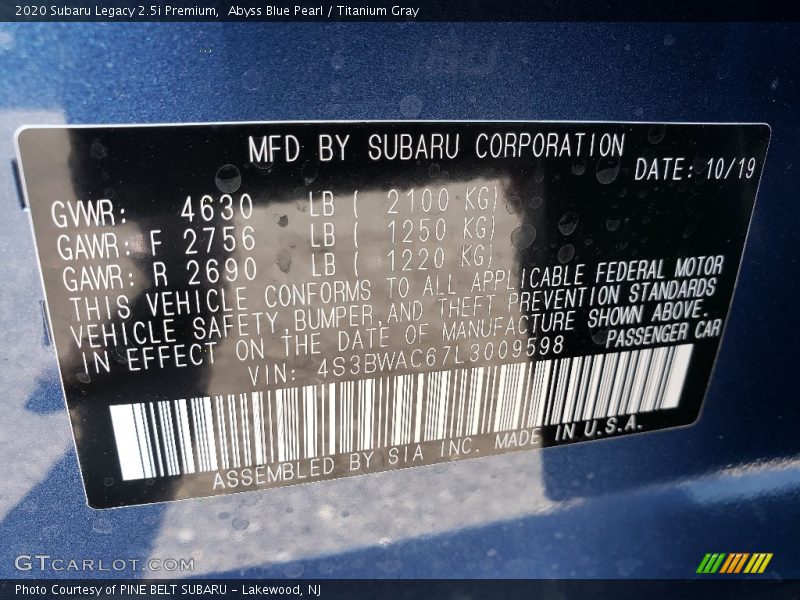 2020 Subaru Legacy 2.5i Premium,  Abyss Blue Pearl / Titanium Gray
MFD BY SUBARU CORPORATION
DATE: 10/19
GVWR: 4630 LB ( 2100 KG)
GAWR: F 2756 LB ( 1250 KG)
GAWR: R 2690 LB ( 1220 KG)
THIS VEHICLE CONFORMS TO ALL APPLICABLE FEDERAL MOTOR
VEHICLE SAFETY,BUMPER,AND THEFT PREVENTION STANDARDS
IN EFFECT ON THE DATE OF MANUFACTURE SHOWN ABOVE.
VIN: 4S3BWAC67L3009598 PASSENGER CAR
ASSEMBLED BY SIA INC. MADE IN U.S.A.
GTCARLOT.COM
Photo Courtesy of PINE BELT SUBARU - Lakewood, NJ